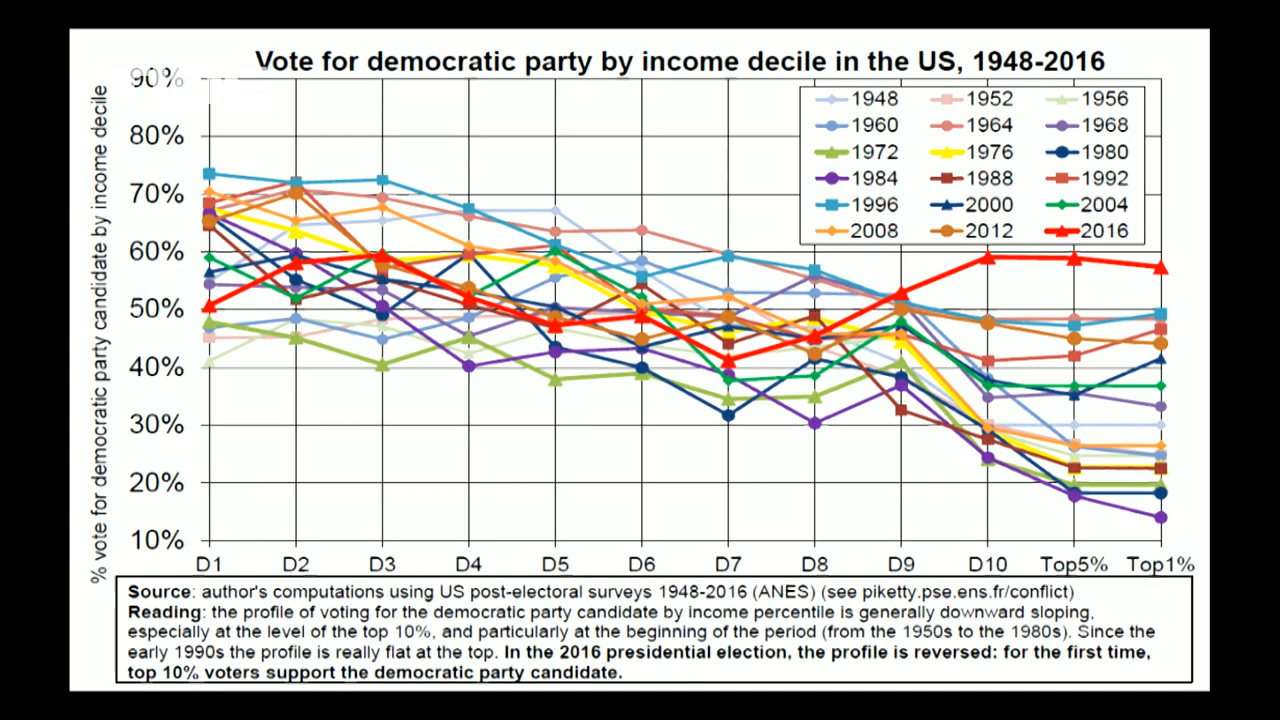 Vote for democratic party by income decile in the US, 1948-2016
% vote for democratic party candidate by income decile
90%
80%
70%
60%
50%
40%
30%
20%
10%
1948 1952 1956
1960 1964 1968
1972 1976 1980
1984 1988 1992
1996 2000 2004
2008 2012 2016
D1 D2 D3 D4 D5 D6 D7 D8 D9 D10 Top5% Top1%
Source: author's computations using US post-electoral surveys 1948-2016 (ANES) (see piketty.pse.ens.fr/conflict)
Reading: the profile of voting for the democratic party candidate by income percentile is generally downward sloping,
especially at the level of the top 10%, and particularly at the beginning of the period (from the 1950s to the 1980s). Since the
early 1990s the profile is really flat at the top. In the 2016 presidential election, the profile is reversed: for the first time,
top 10% voters support the democratic party candidate.